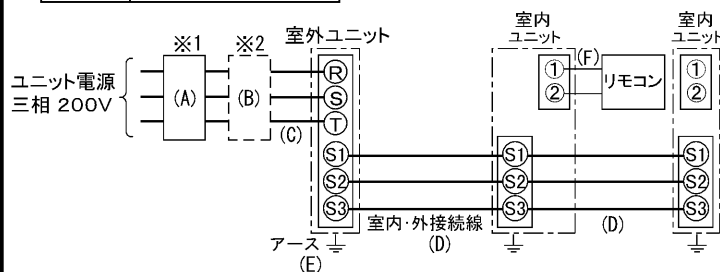 ※1
※2
室外ユニット
室内
ユニット
室内
ユニット
ユニット電源
三相 200V
(A)
(B)
(C)
R
S
T
S1
S2
S3
①
②
(F)
リモコン
①
②
S1
S2
S3
S1
S2
S3
室内・外接続線
(D)
(D)
アース
(E)